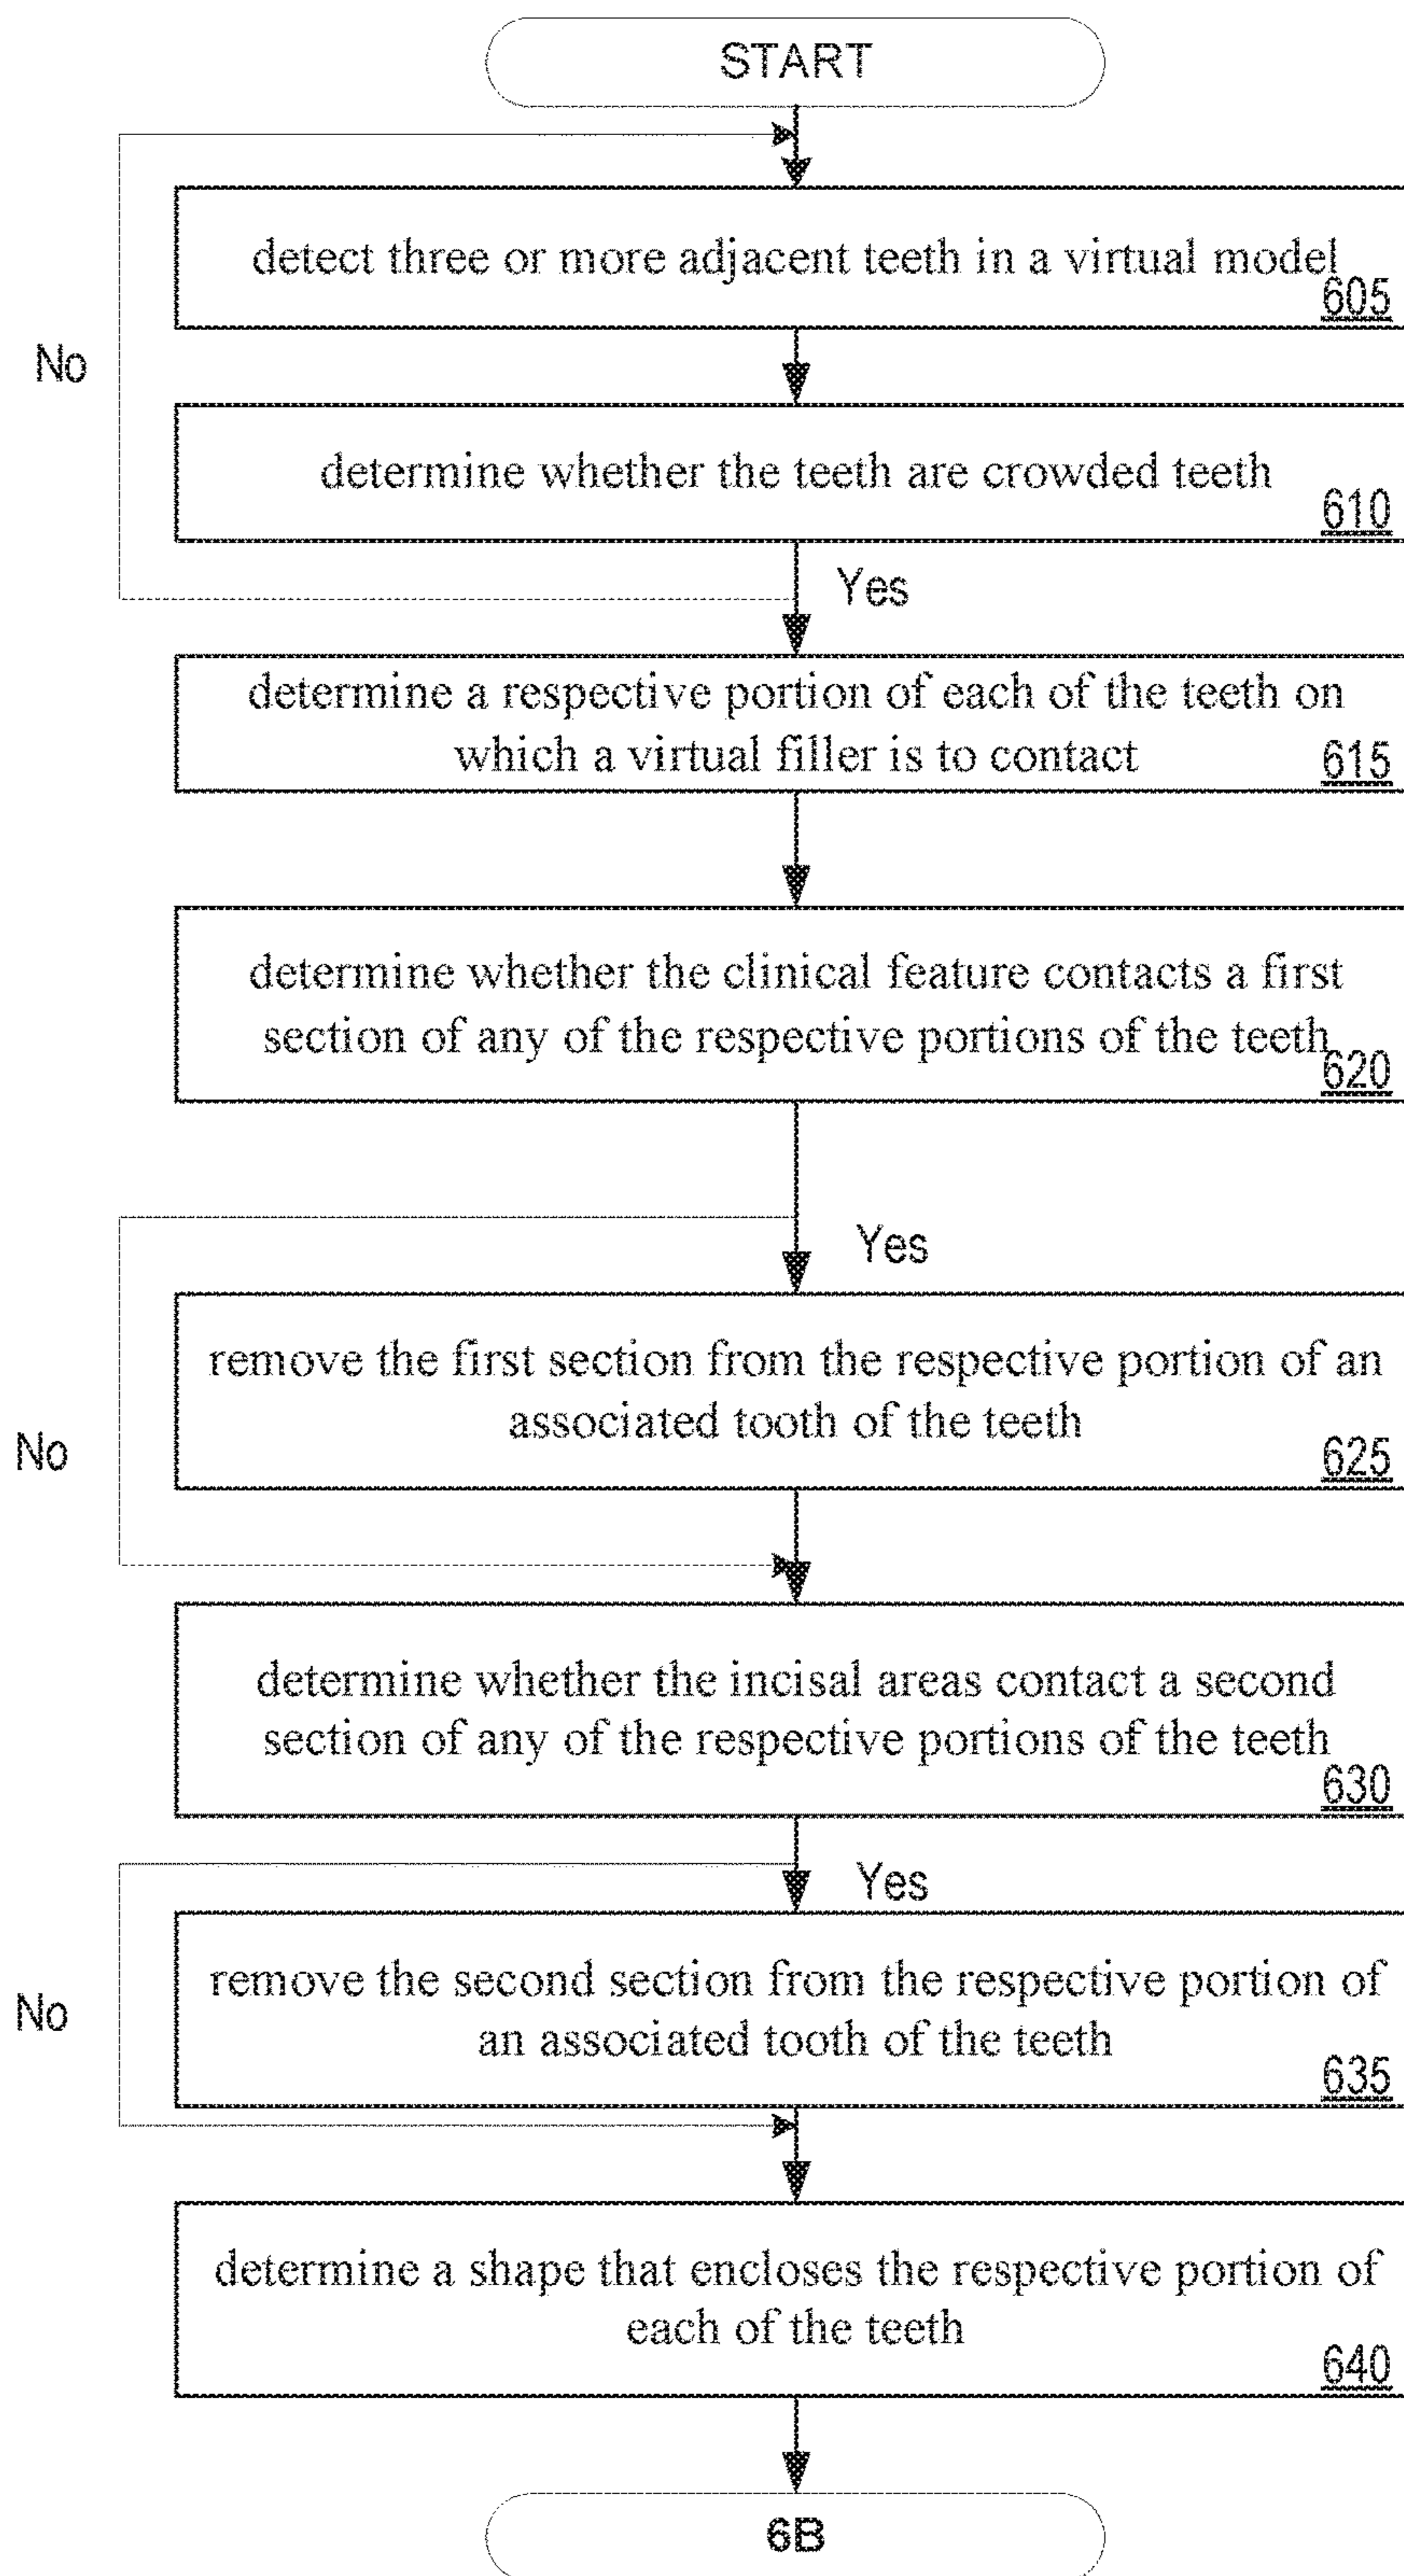 START
detect three or more adjacent teeth in a virtual model
605
No
determine whether the teeth are crowded teeth
610
Yes
determine a respective portion of each of the teeth on
which a virtual filler is to contact
615
determine whether the clinical feature contacts a first
section of any of the respective portions of the teeth
620
Yes
remove the first section from the respective portion of an
associated tooth of the teeth
No
625
determine whether the incisal areas contact a second
section of any of the respective portions of the teeth
630
Yes
remove the second section from the respective portion of
No
an associated tooth of the teeth
635
determine a shape that encloses the respective portion of
each of the teeth
640
6B